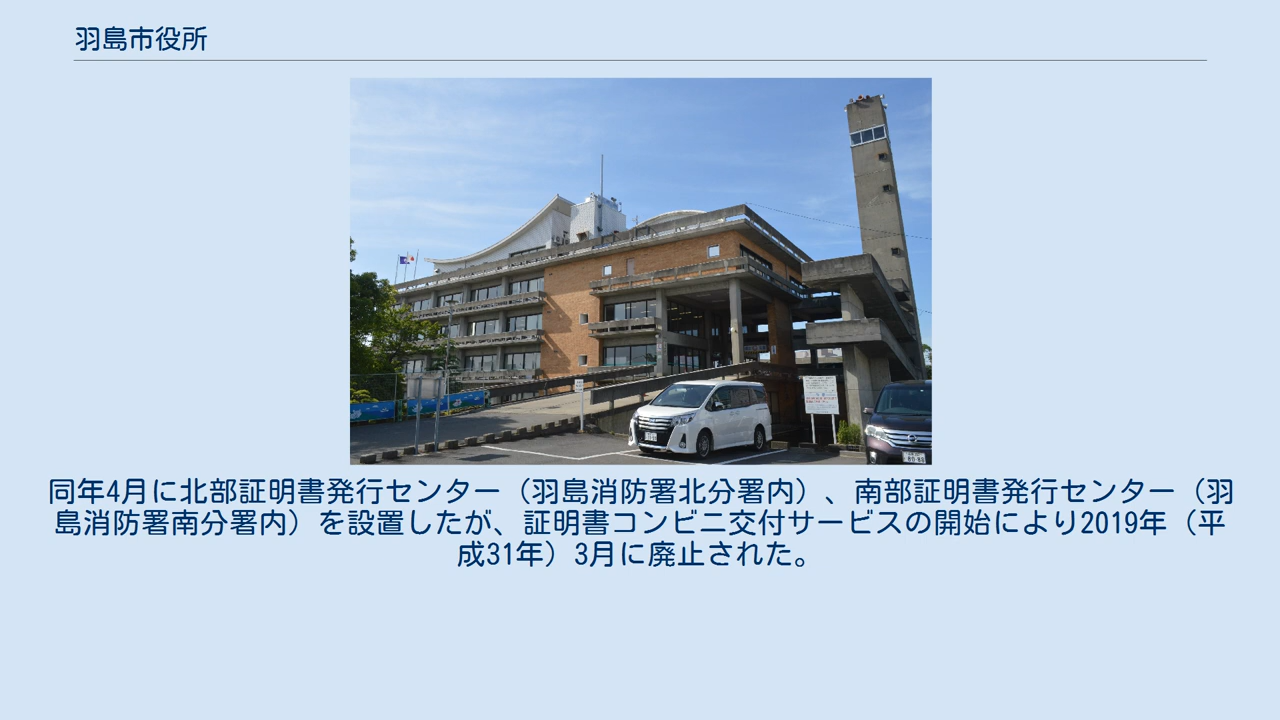 羽島市役所
同年4月に北部証明書発行センター（羽島消防署北分署内）、南部証明書発行センター（羽
島消防署南分署内）を設置したが、証明書コンビニ交付サービスの開始により2019年（平
成31年）3月に廃止された。